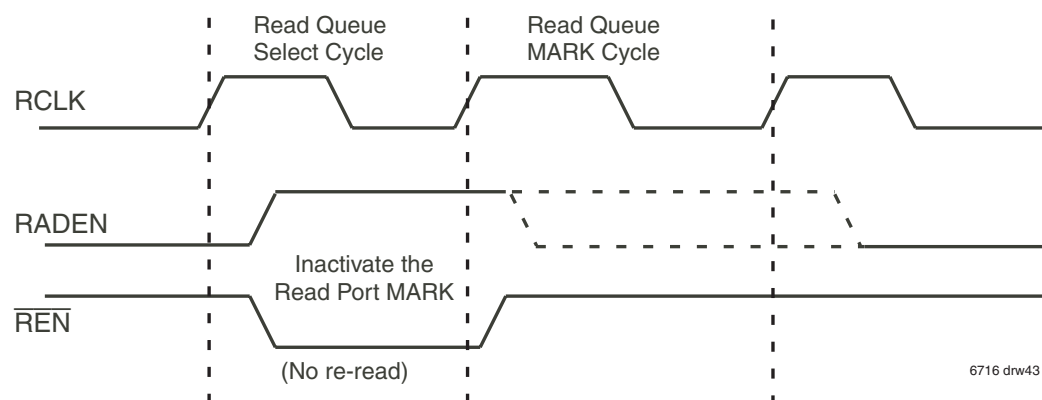 Read Queue
Select Cycle
Read Queue
MARK Cycle
RCLK
RADEN
Inactivate the
Read Port MARK
REN
(No re-read)
6716 drw43